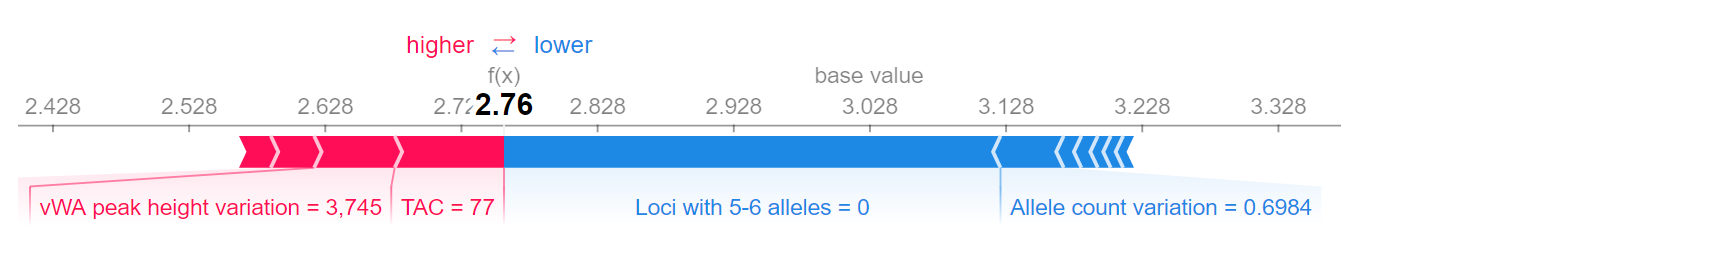 higher lower
f(x) base value
2.428 2.528 2.628 2.72 2.76 2.828 2.928 3.028 3.128 3.228 3.328
vWA peak height variation = 3,745 TAC = 77 Loci with 5-6 alleles = 0 Allele count variation = 0.6984